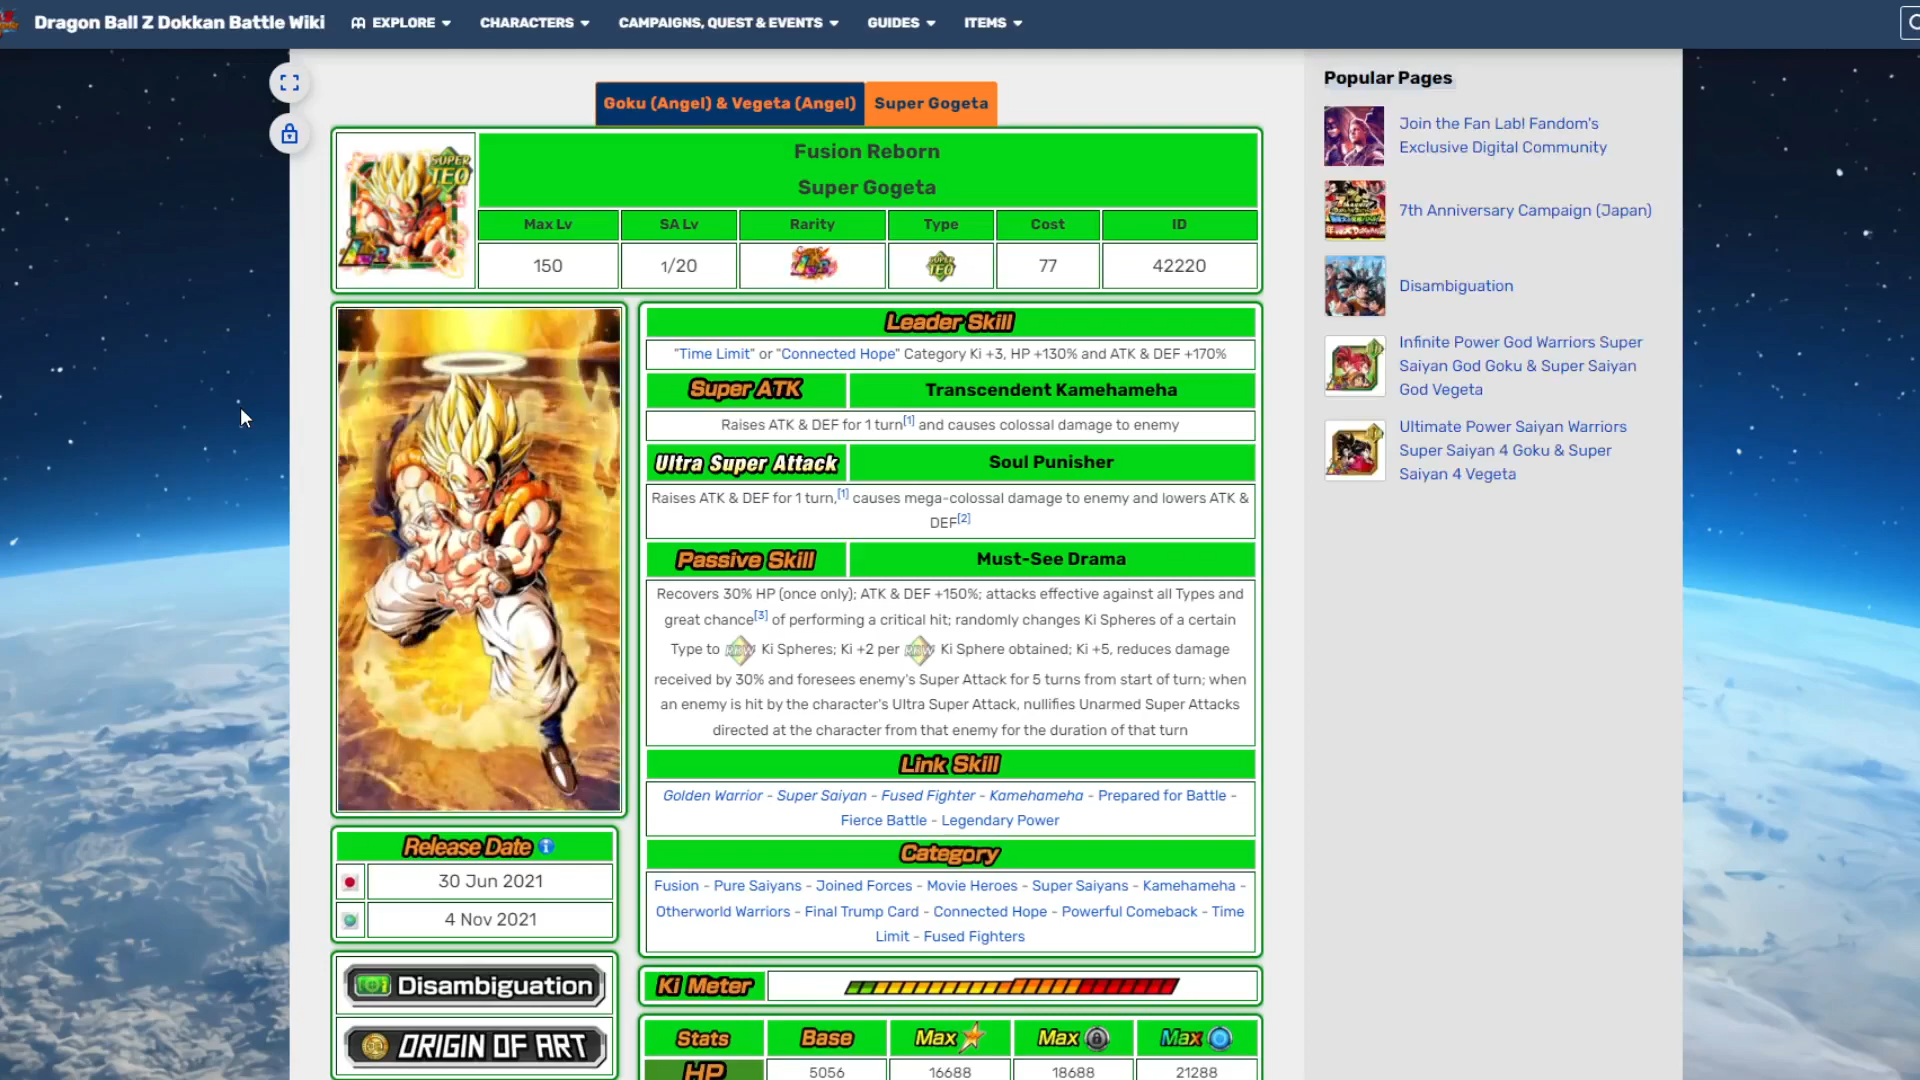 Dragon Ball Z Dokkan Battle Wiki EXPLORE CHARACTERS CAMPAIGNS, QUEST & EVENTS GUIDES ITEMS
Goku (Angel) & Vegeta (Angel) Super Gogeta
Fusion Reborn
Super Gogeta
SUPER TEQ
LR
Max Lv SA Lv Rarity Type Cost ID
150 1/20 LR SUPER TEQ 77 42220
Leader Skill
"Time Limit" or "Connected Hope" Category Ki +3, HP +130% and ATK & DEF +170%
Super ATK Transcendent Kamehameha
Raises ATK & DEF for 1 turn[1] and causes colossal damage to enemy
Ultra Super Attack Soul Punisher
Raises ATK & DEF for 1 turn,[1] causes mega-colossal damage to enemy and lowers ATK &
DEF[2]
Passive Skill Must-See Drama
Recovers 30% HP (once only); ATK & DEF +150%; attacks effective against all Types and
great chance[3] of performing a critical hit; randomly changes Ki Spheres of a certain
Type to RBW Ki Spheres; Ki +2 per RBW Ki Sphere obtained; Ki +5, reduces damage
received by 30% and foresees enemy's Super Attack for 5 turns from start of turn; when
an enemy is hit by the character's Ultra Super Attack, nullifies Unarmed Super Attacks
directed at the character from that enemy for the duration of that turn
Link Skill
Golden Warrior - Super Saiyan - Fused Fighter - Kamehameha - Prepared for Battle -
Fierce Battle - Legendary Power
Category
Fusion - Pure Saiyans - Joined Forces - Movie Heroes - Super Saiyans - Kamehameha -
Otherworld Warriors - Final Trump Card - Connected Hope - Powerful Comeback - Time
Limit - Fused Fighters
Release Date
30 Jun 2021
4 Nov 2021
Disambiguation
ORIGIN OF ART
Ki Meter
Stats Base Max Max Max
HP 5056 16688 18688 21288
Popular Pages
Join the Fan Lab! Fandom's
Exclusive Digital Community
7th Anniversary Campaign (Japan)
Disambiguation
Infinite Power God Warriors Super
Saiyan God Goku & Super Saiyan
God Vegeta
Ultimate Power Saiyan Warriors
Super Saiyan 4 Goku & Super
Saiyan 4 Vegeta